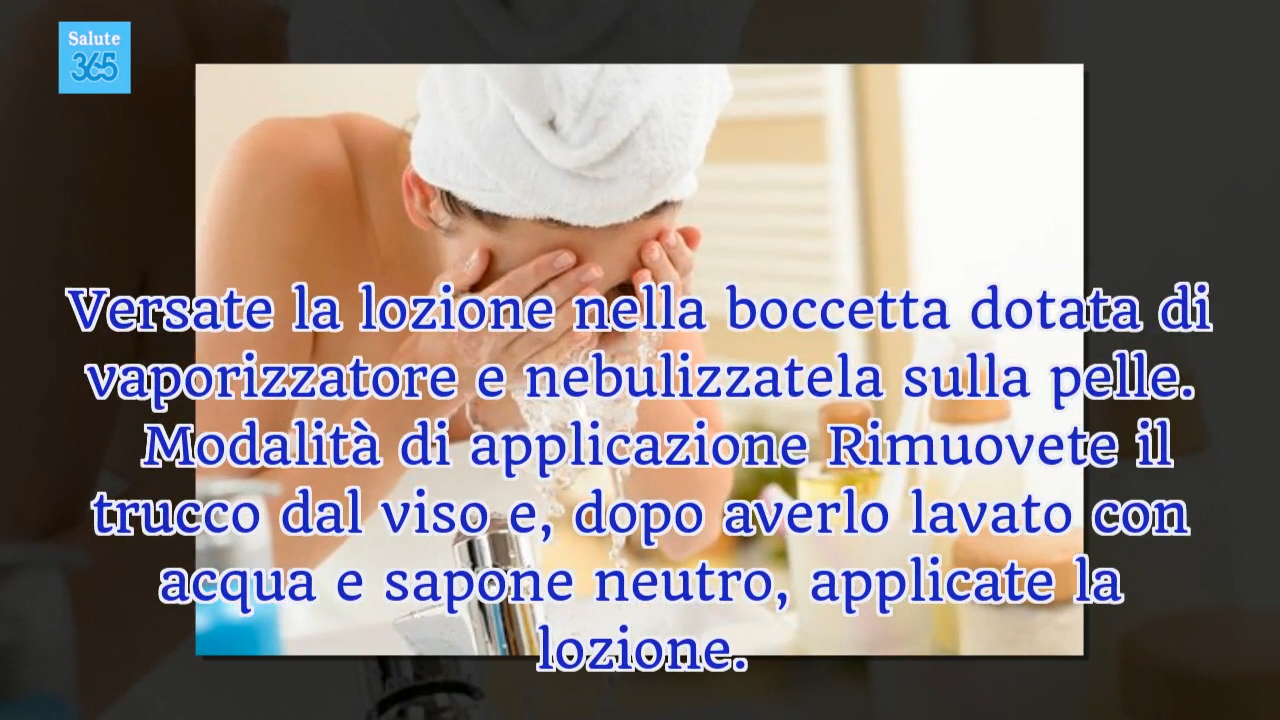 Salute
365
Versate la lozione nella boccetta dotata di
vaporizzatore e nebulizzatela sulla pelle.
Modalità di applicazione Rimuovete il
trucco dal viso e, dopo averlo lavato con
acqua e sapone neutro, applicate la
lozione.